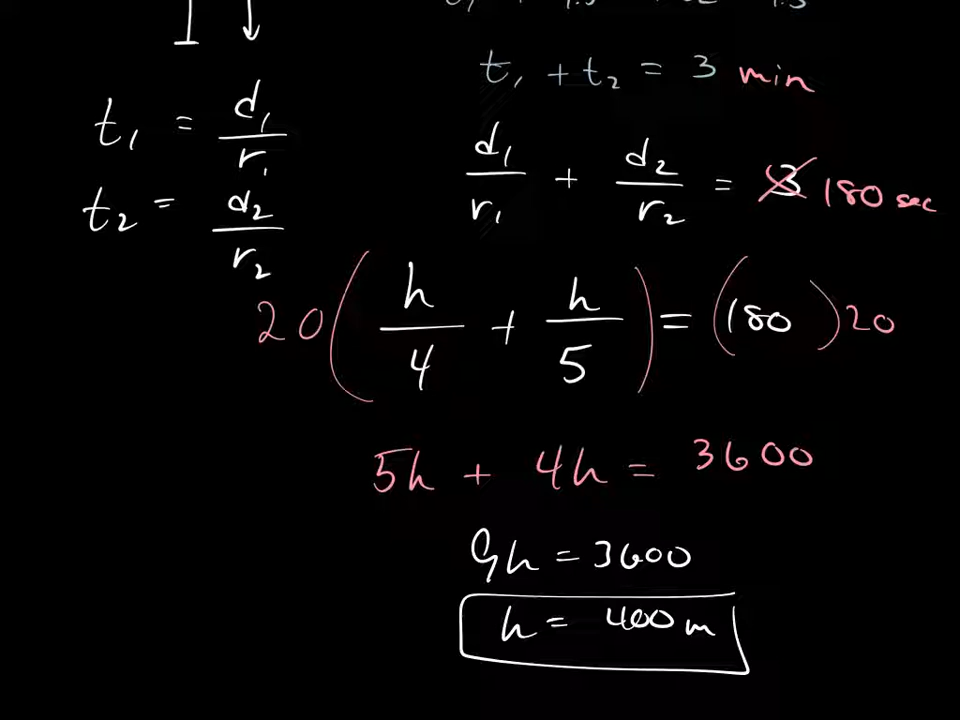 t₁ + t₂ = 3 min
t₁ = d₁/r₁
t₂ = d₂/r₂
d₁/r₁ + d₂/r₂ = 3 180 sec
20 ( h/4 + h/5 ) = ( 180 ) 20
5h + 4h = 3600
9h = 3600
h = 400 m